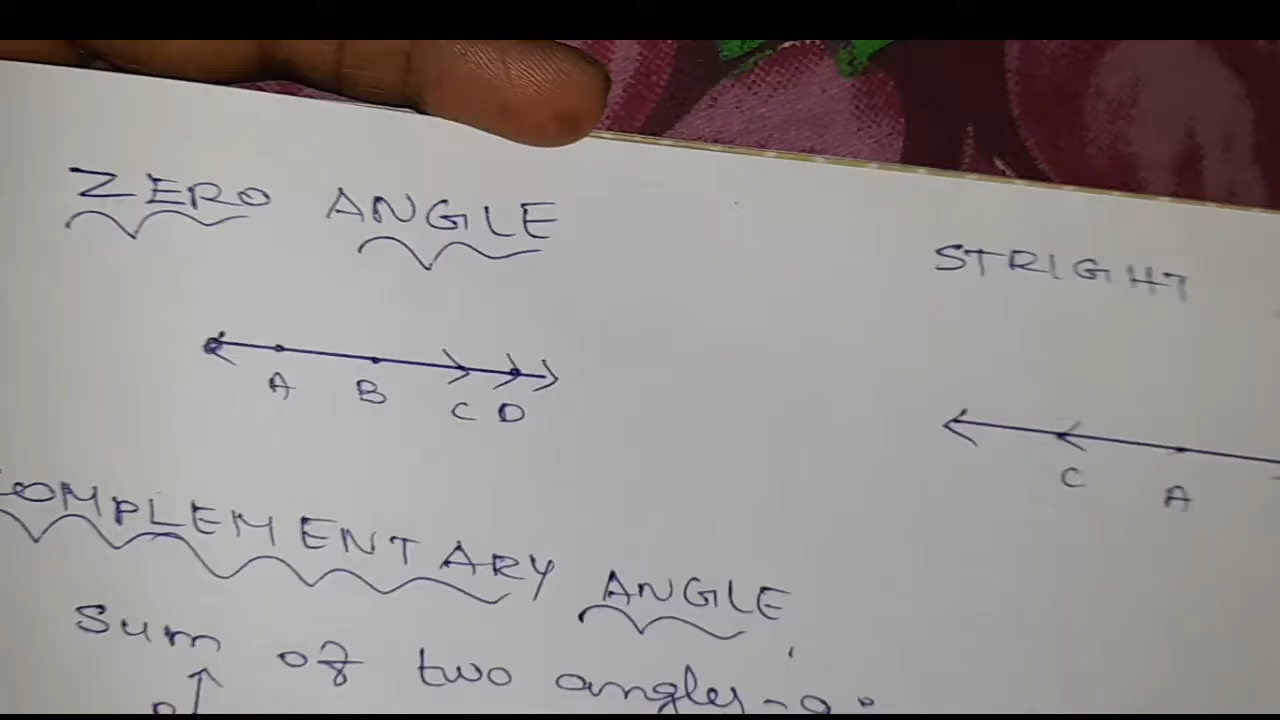 ZERO ANGLE
STRIGHT
A B C D
C A
COMPLEMENTARY ANGLE
Sum of two angles